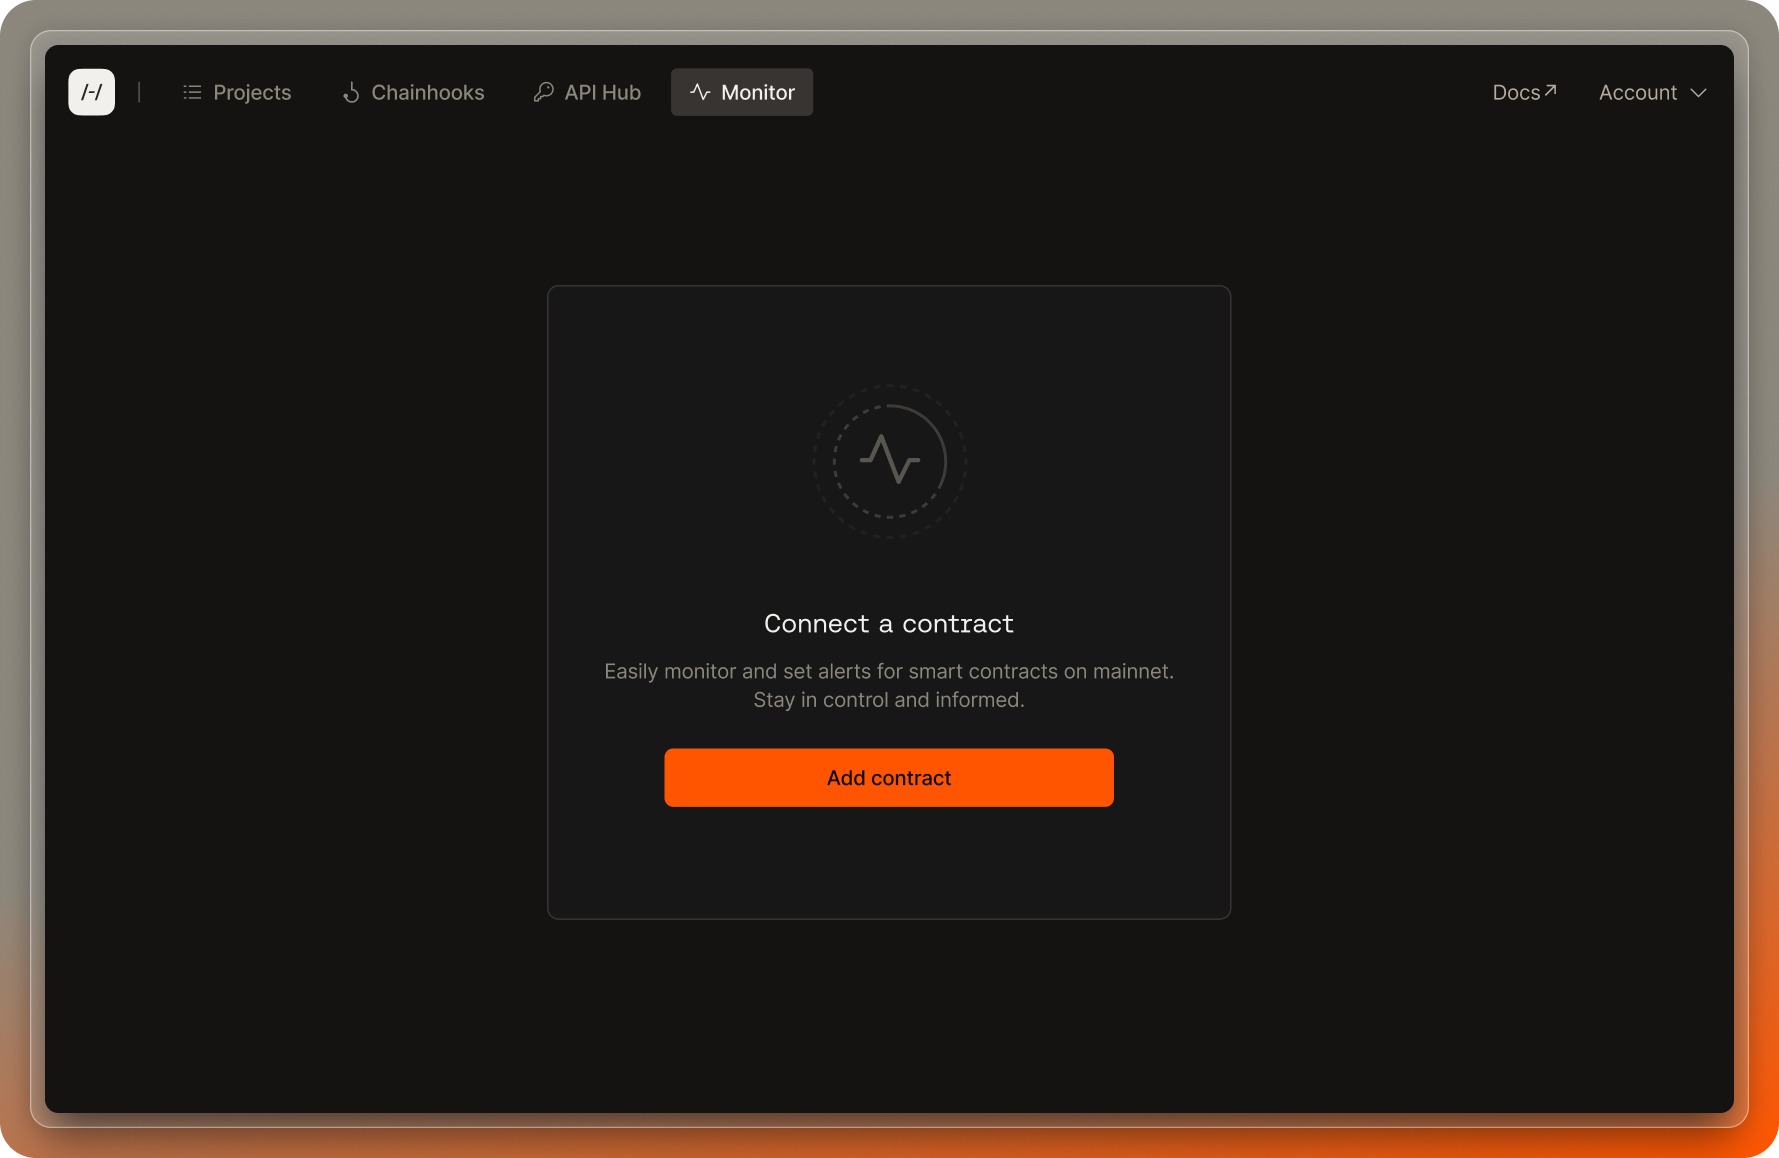 /-/
Projects
Chainhooks
API Hub
Monitor
Docs
Account
Connect a contract
Easily monitor and set alerts for smart contracts on mainnet.
Stay in control and informed.
Add contract